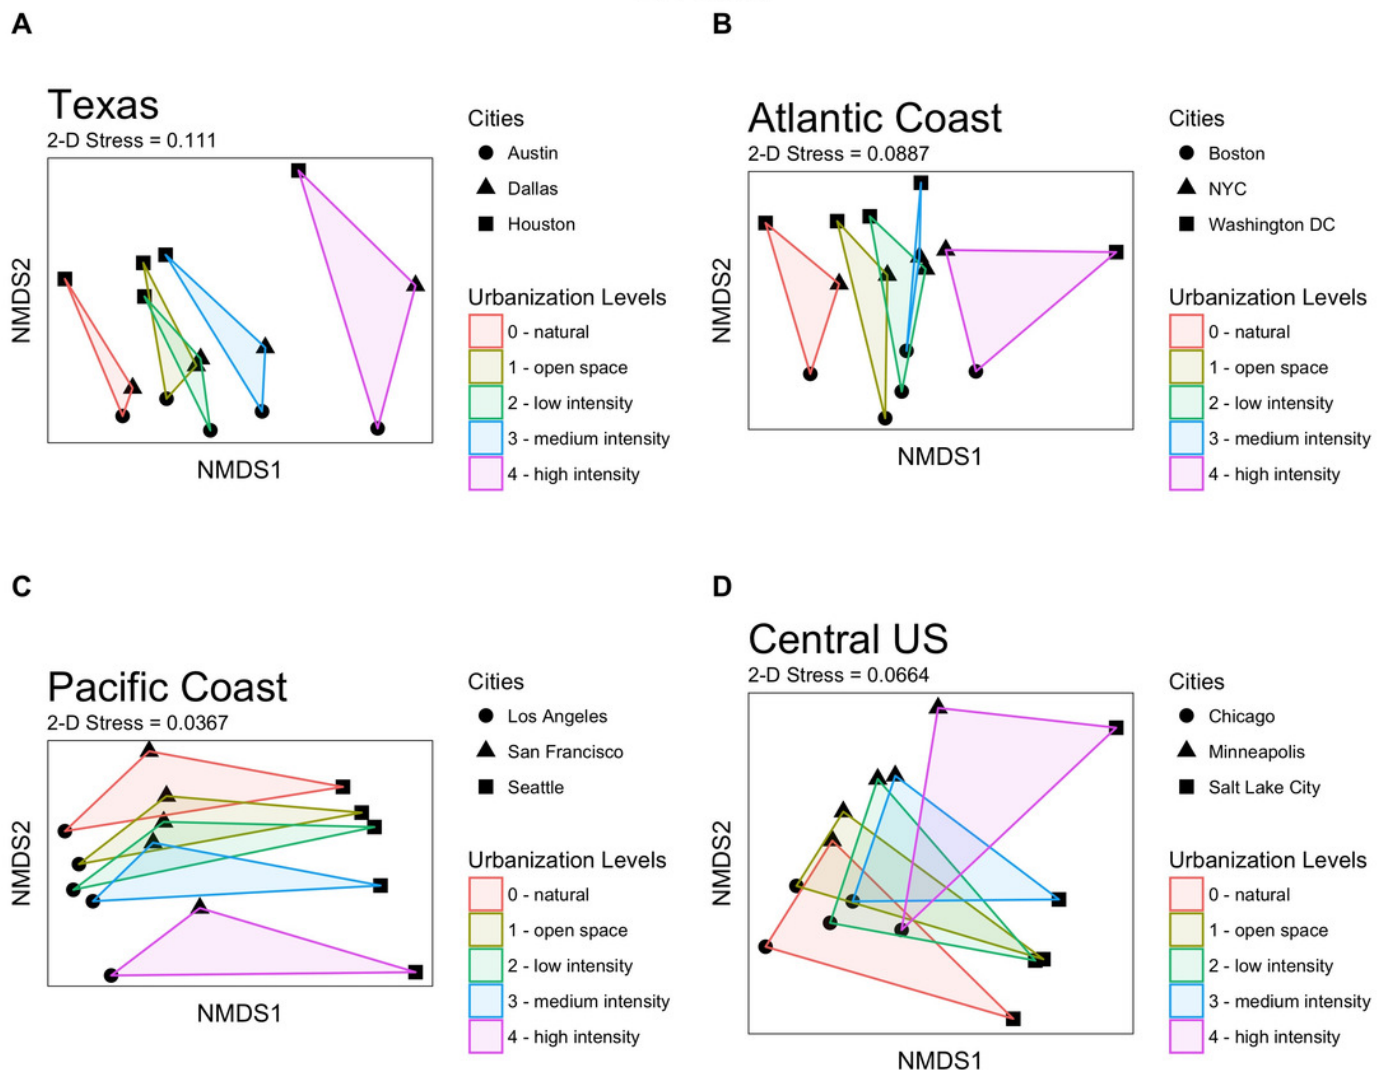 A
Texas
2-D Stress = 0.111
NMDS2
NMDS1
Cities
Austin
Dallas
Houston
Urbanization Levels
0 - natural
1 - open space
2 - low intensity
3 - medium intensity
4 - high intensity
B
Atlantic Coast
2-D Stress = 0.0887
NMDS2
NMDS1
Cities
Boston
NYC
Washington DC
Urbanization Levels
0 - natural
1 - open space
2 - low intensity
3 - medium intensity
4 - high intensity
C
Pacific Coast
2-D Stress = 0.0367
NMDS2
NMDS1
Cities
Los Angeles
San Francisco
Seattle
Urbanization Levels
0 - natural
1 - open space
2 - low intensity
3 - medium intensity
4 - high intensity
D
Central US
2-D Stress = 0.0664
NMDS2
NMDS1
Cities
Chicago
Minneapolis
Salt Lake City
Urbanization Levels
0 - natural
1 - open space
2 - low intensity
3 - medium intensity
4 - high intensity